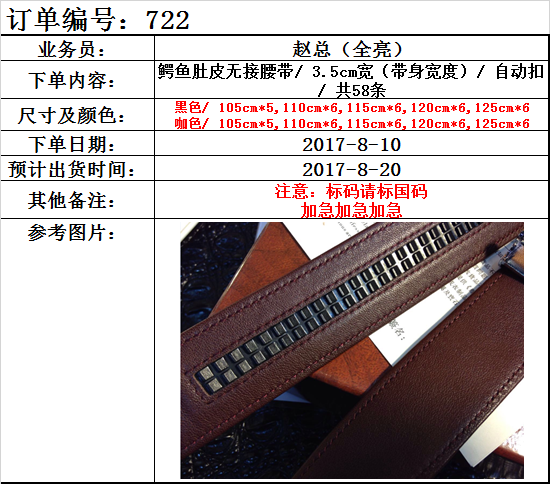 订单编号：722
业务员：
赵总（全亮）
下单内容：
鳄鱼肚皮无接腰带/ 3.5cm宽（带身宽度）/ 自动扣
/ 共58条
尺寸及颜色：
黑色/ 105cm*5,110cm*6,115cm*6,120cm*6,125cm*6
咖色/ 105cm*5,110cm*6,115cm*6,120cm*6,125cm*6
下单日期：
2017-8-10
预计出货时间：
2017-8-20
其他备注：
注意：标码请标国码
加急加急加急
参考图片：